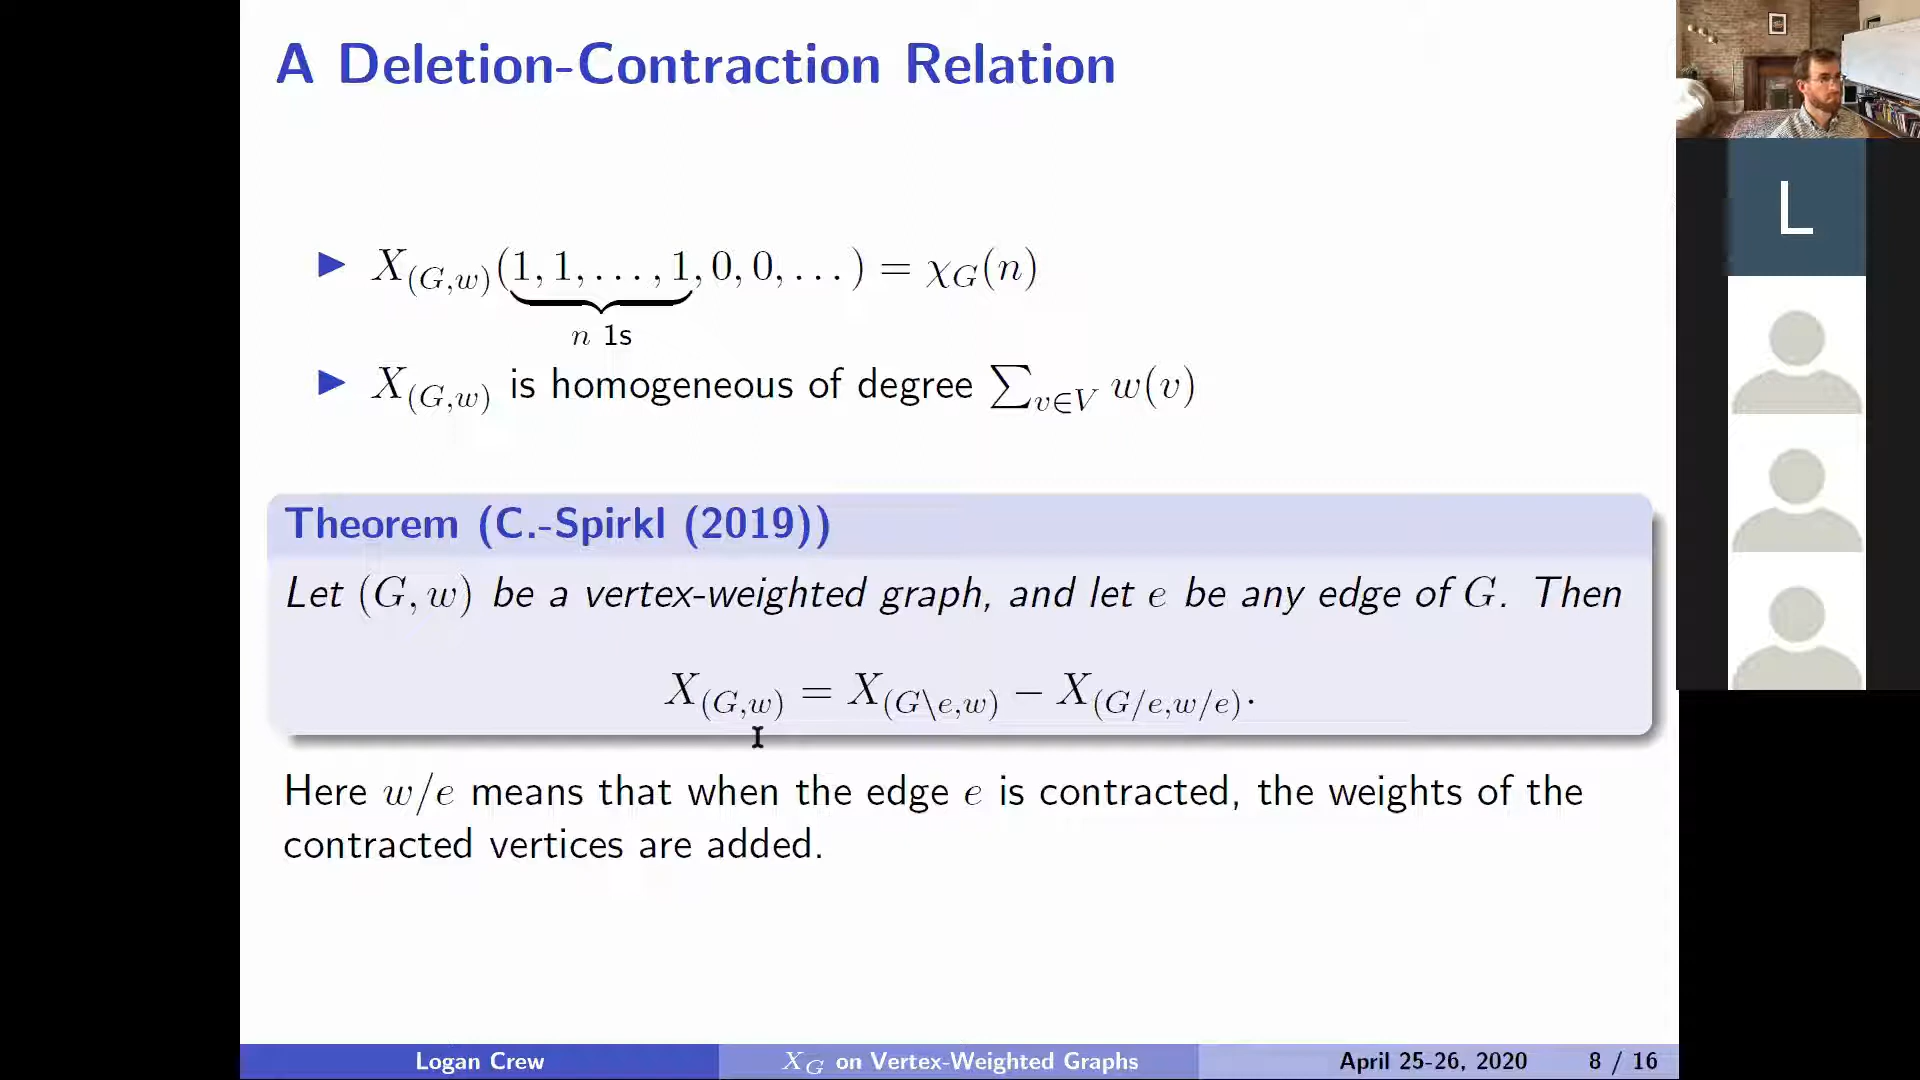 A Deletion-Contraction Relation
L
▶ X_(G,w)(1, 1, . . . , 1, 0, 0, . . . ) = χ_G(n)
n 1s
▶ X_(G,w) is homogeneous of degree ∑_{v∈V} w(v)
Theorem (C.-Spirkl (2019))
Let (G, w) be a vertex-weighted graph, and let e be any edge of G. Then
X_(G,w) = X_(G\e,w) − X_(G/e,w/e).
Here w/e means that when the edge e is contracted, the weights of the
contracted vertices are added.
Logan Crew X_G on Vertex-Weighted Graphs April 25-26, 2020 8 / 16